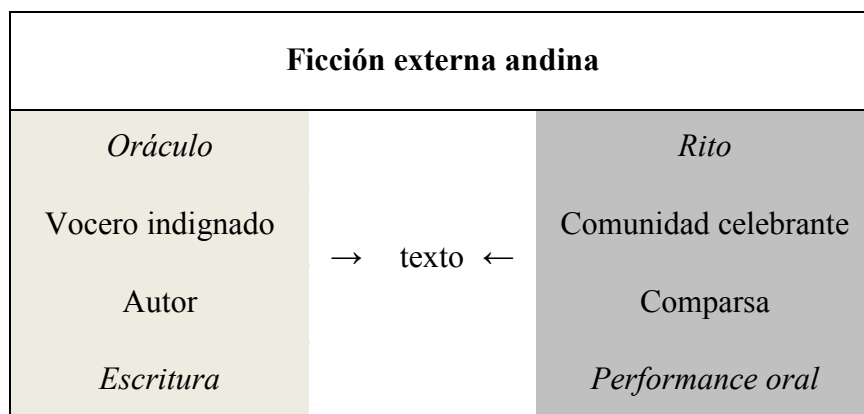 Ficción externa andina
Oráculo
Vocero indignado
Autor
Escritura
→ texto ←
Rito
Comunidad celebrante
Comparsa
Performance oral